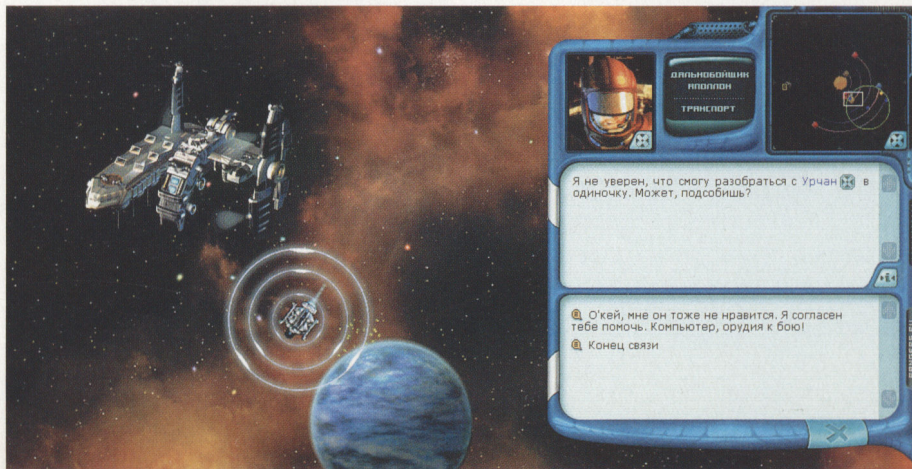 ДАЛЬНОБОЙЩИК
АПОЛЛОН
ТРАНСПОРТ
Я не уверен, что смогу разобраться с Урчан в
одиночку. Может, подсобишь?
О'кей, мне он тоже не нравится. Я согласен
тебе помочь. Компьютер, орудия к бою!
Конец связи